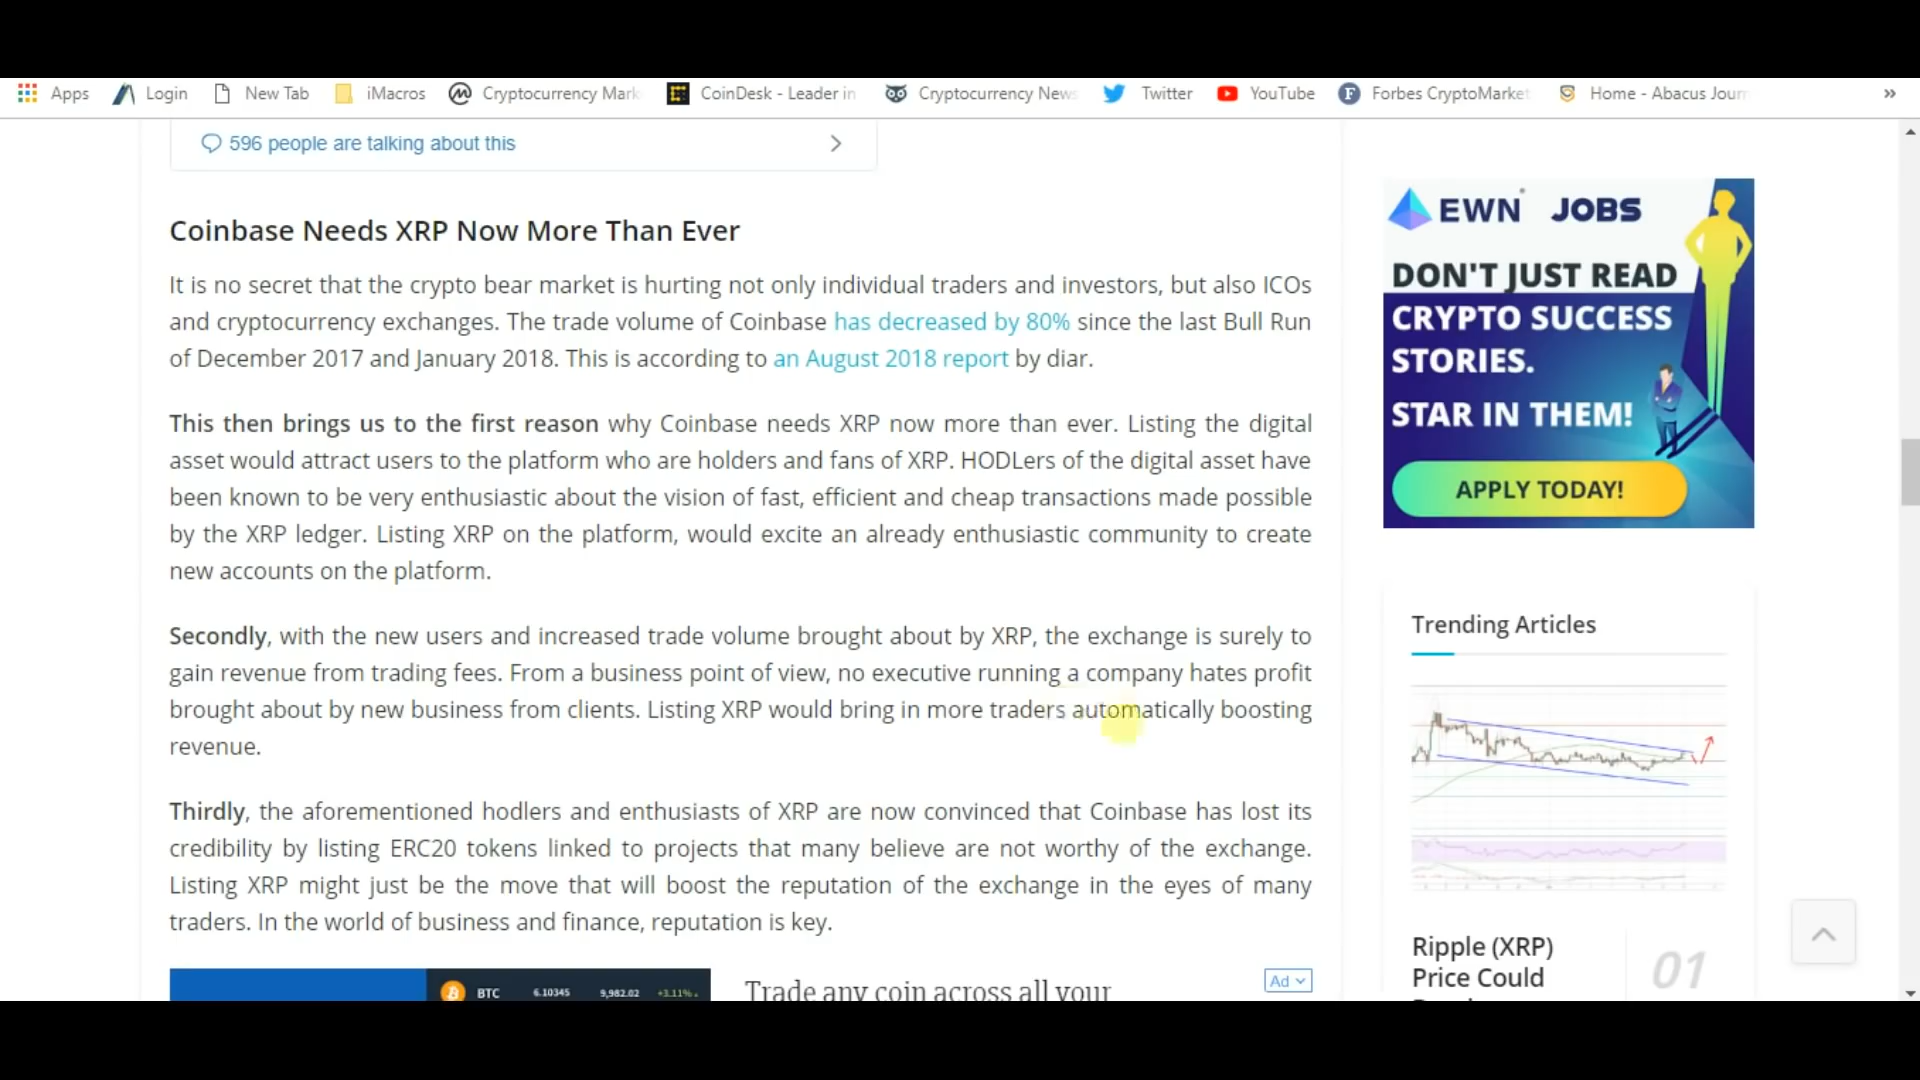 Apps Login New Tab iMacros Cryptocurrency Mark CoinDesk - Leader in Cryptocurrency News Twitter YouTube Forbes CryptoMarket Home - Abacus Jour »
596 people are talking about this
Coinbase Needs XRP Now More Than Ever
It is no secret that the crypto bear market is hurting not only individual traders and investors, but also ICOs
and cryptocurrency exchanges. The trade volume of Coinbase has decreased by 80% since the last Bull Run
of December 2017 and January 2018. This is according to an August 2018 report by diar.
This then brings us to the first reason why Coinbase needs XRP now more than ever. Listing the digital
asset would attract users to the platform who are holders and fans of XRP. HODLers of the digital asset have
been known to be very enthusiastic about the vision of fast, efficient and cheap transactions made possible
by the XRP ledger. Listing XRP on the platform, would excite an already enthusiastic community to create
new accounts on the platform.
Secondly, with the new users and increased trade volume brought about by XRP, the exchange is surely to
gain revenue from trading fees. From a business point of view, no executive running a company hates profit
brought about by new business from clients. Listing XRP would bring in more traders automatically boosting
revenue.
Thirdly, the aforementioned hodlers and enthusiasts of XRP are now convinced that Coinbase has lost its
credibility by listing ERC20 tokens linked to projects that many believe are not worthy of the exchange.
Listing XRP might just be the move that will boost the reputation of the exchange in the eyes of many
traders. In the world of business and finance, reputation is key.
BTC 6.10345 9,982.02 +3.11%
Trade any coin across all your
Ad
EWN JOBS
DON'T JUST READ
CRYPTO SUCCESS
STORIES.
STAR IN THEM!
APPLY TODAY!
Trending Articles
Ripple (XRP)
Price Could
01